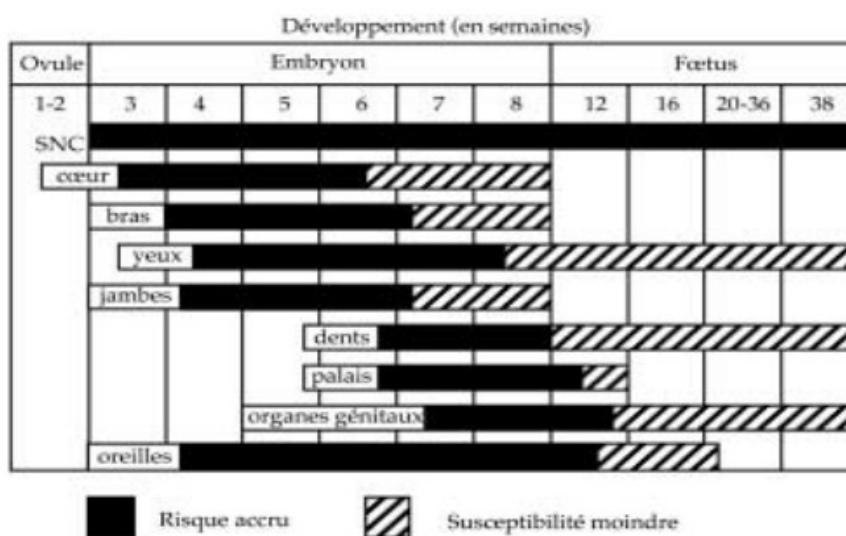 Développement (en semaines)
Ovule Embryon Fœtus
1-2 3 4 5 6 7 8 12 16 20-36 38
SNC
cœur
bras
yeux
jambes
dents
palais
organes génitaux
oreilles
Risque accru Susceptibilité moindre